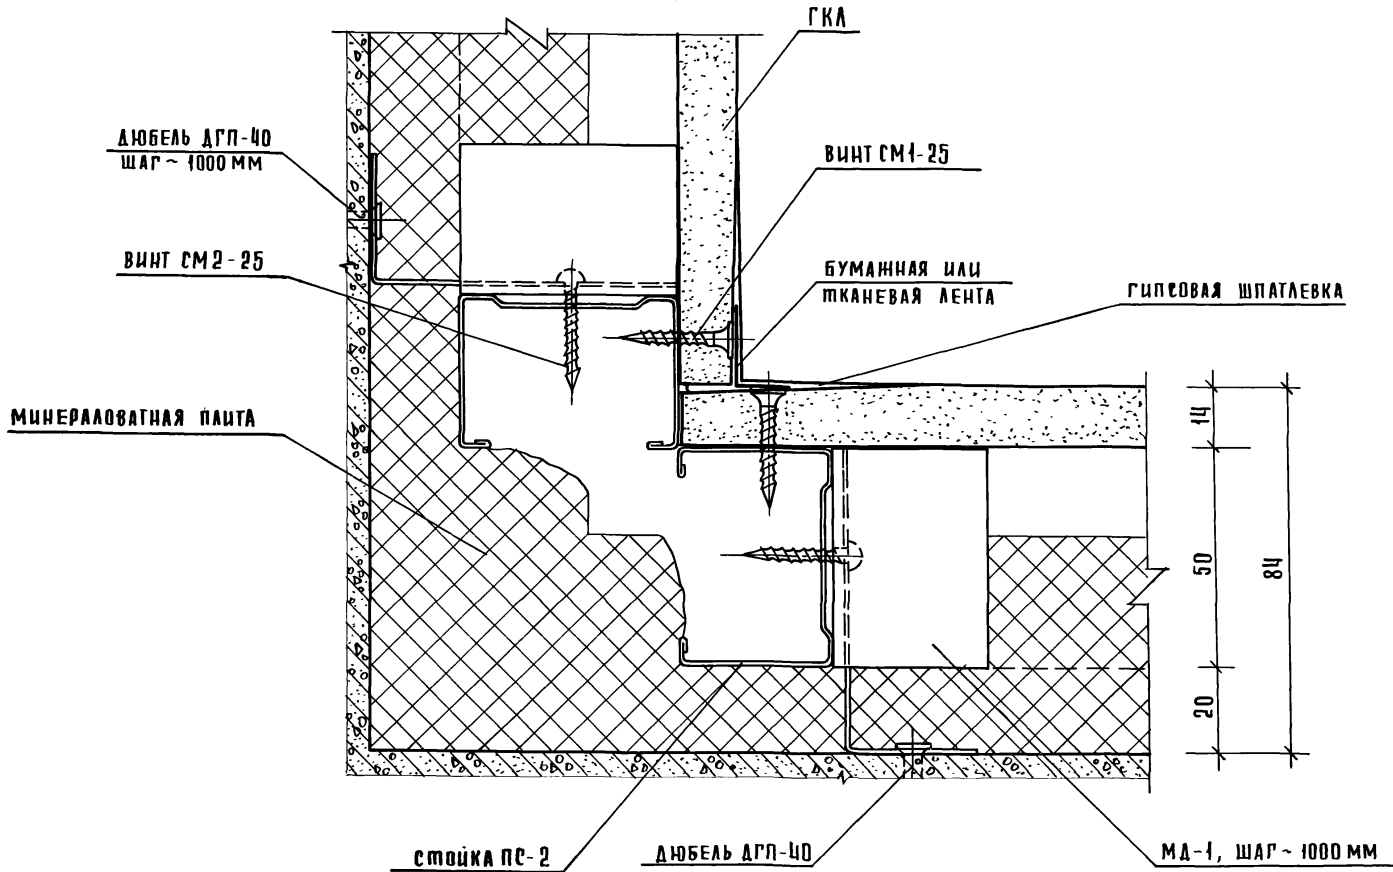 ГКЛ
ДЮБЕЛЬ ДГП-40
ШАГ ~ 1000 ММ
ВИНТ СМ1-25
ВИНТ СМ2-25
БУМАЖНАЯ ИЛИ
ТКАНЕВАЯ ЛЕНТА
ГИПСОВАЯ ШПАТЛЕВКА
МИНЕРАЛОВАТНАЯ ПЛИТА
14
50
84
20
СТОЙКА ПС-2
ДЮБЕЛЬ ДГП-40
МД-1, ШАГ ~ 1000 ММ